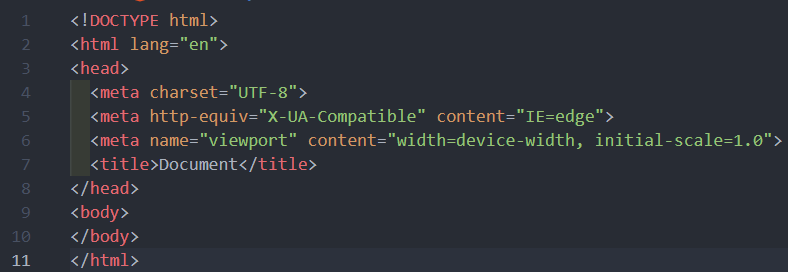 1 <!DOCTYPE html>
2 <html lang="en">
3 <head>
4 <meta charset="UTF-8">
5 <meta http-equiv="X-UA-Compatible" content="IE=edge">
6 <meta name="viewport" content="width=device-width, initial-scale=1.0">
7 <title>Document</title>
8 </head>
9 <body>
10 </body>
11 </html>